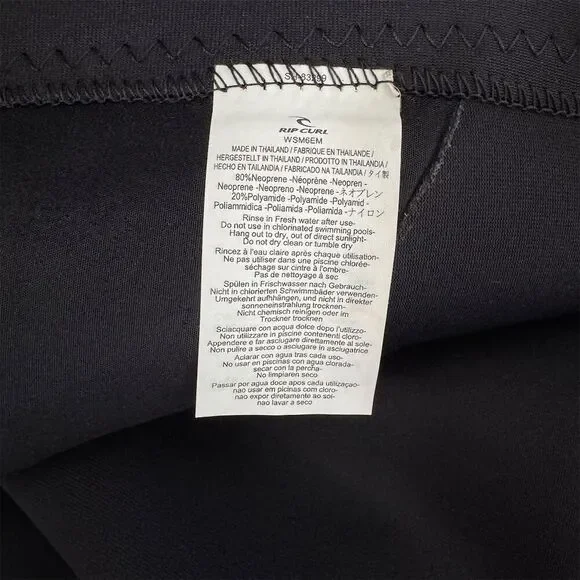 RIP CURL
WSM6EM
MADE IN THAILAND / FABRIQUE EN THAILANDE /
HERGESTELLT IN THAILAND / PRODOTTO IN THAILANDIA /
HECHO EN TAILANDIA / FABRICADO NA TAILANDIA / タイ製
80%Neoprene -Néoprène -Neopren -
Neoprene -Neopreno -Neoprene -ネオプレン
20%Polyamide -Polyamide -Polyamid -
Poliammidica -Poliamida -Poliamida -ナイロン
Rinse in Fresh water after use-
Do not use in chlorinated swimming pools-
Hang out to dry, out of direct sunlight-
Do not dry clean or tumble dry
Rincez à l'eau claire après chaque utilisation-
Ne pas utiliser dans une piscine chlorée-
séchage sur cintre à l'ombre-
Pas de nettoyage à sec
Spülen in Frischwasser nach Gebrauch-
Nicht in chlorierten Schwimmbäder verwenden-
Umgekehrt aufhhängen, und nicht in direkter
sonneneinstrahlung trocknen-
Nicht chemisch reinigen oder im
Trockner trocknen
Sciacquare con acqua dolce dopo l'utilizzo-
Non utilizzare in piscine contenenti cloro-
Appendere e far asciugare direttamente al sole-
Non pulire a secco o asciugare in asciugatrice
Aclarar con agua tras cada uso-
No usar en piscinas con agua clorada-
secar con la percha-
No limpiaren seco
Passar por agua doce apos cada utilizaçao-
não usar em piscinas com cloro-
não expor diretamente ao sol-
nao lavar a seco